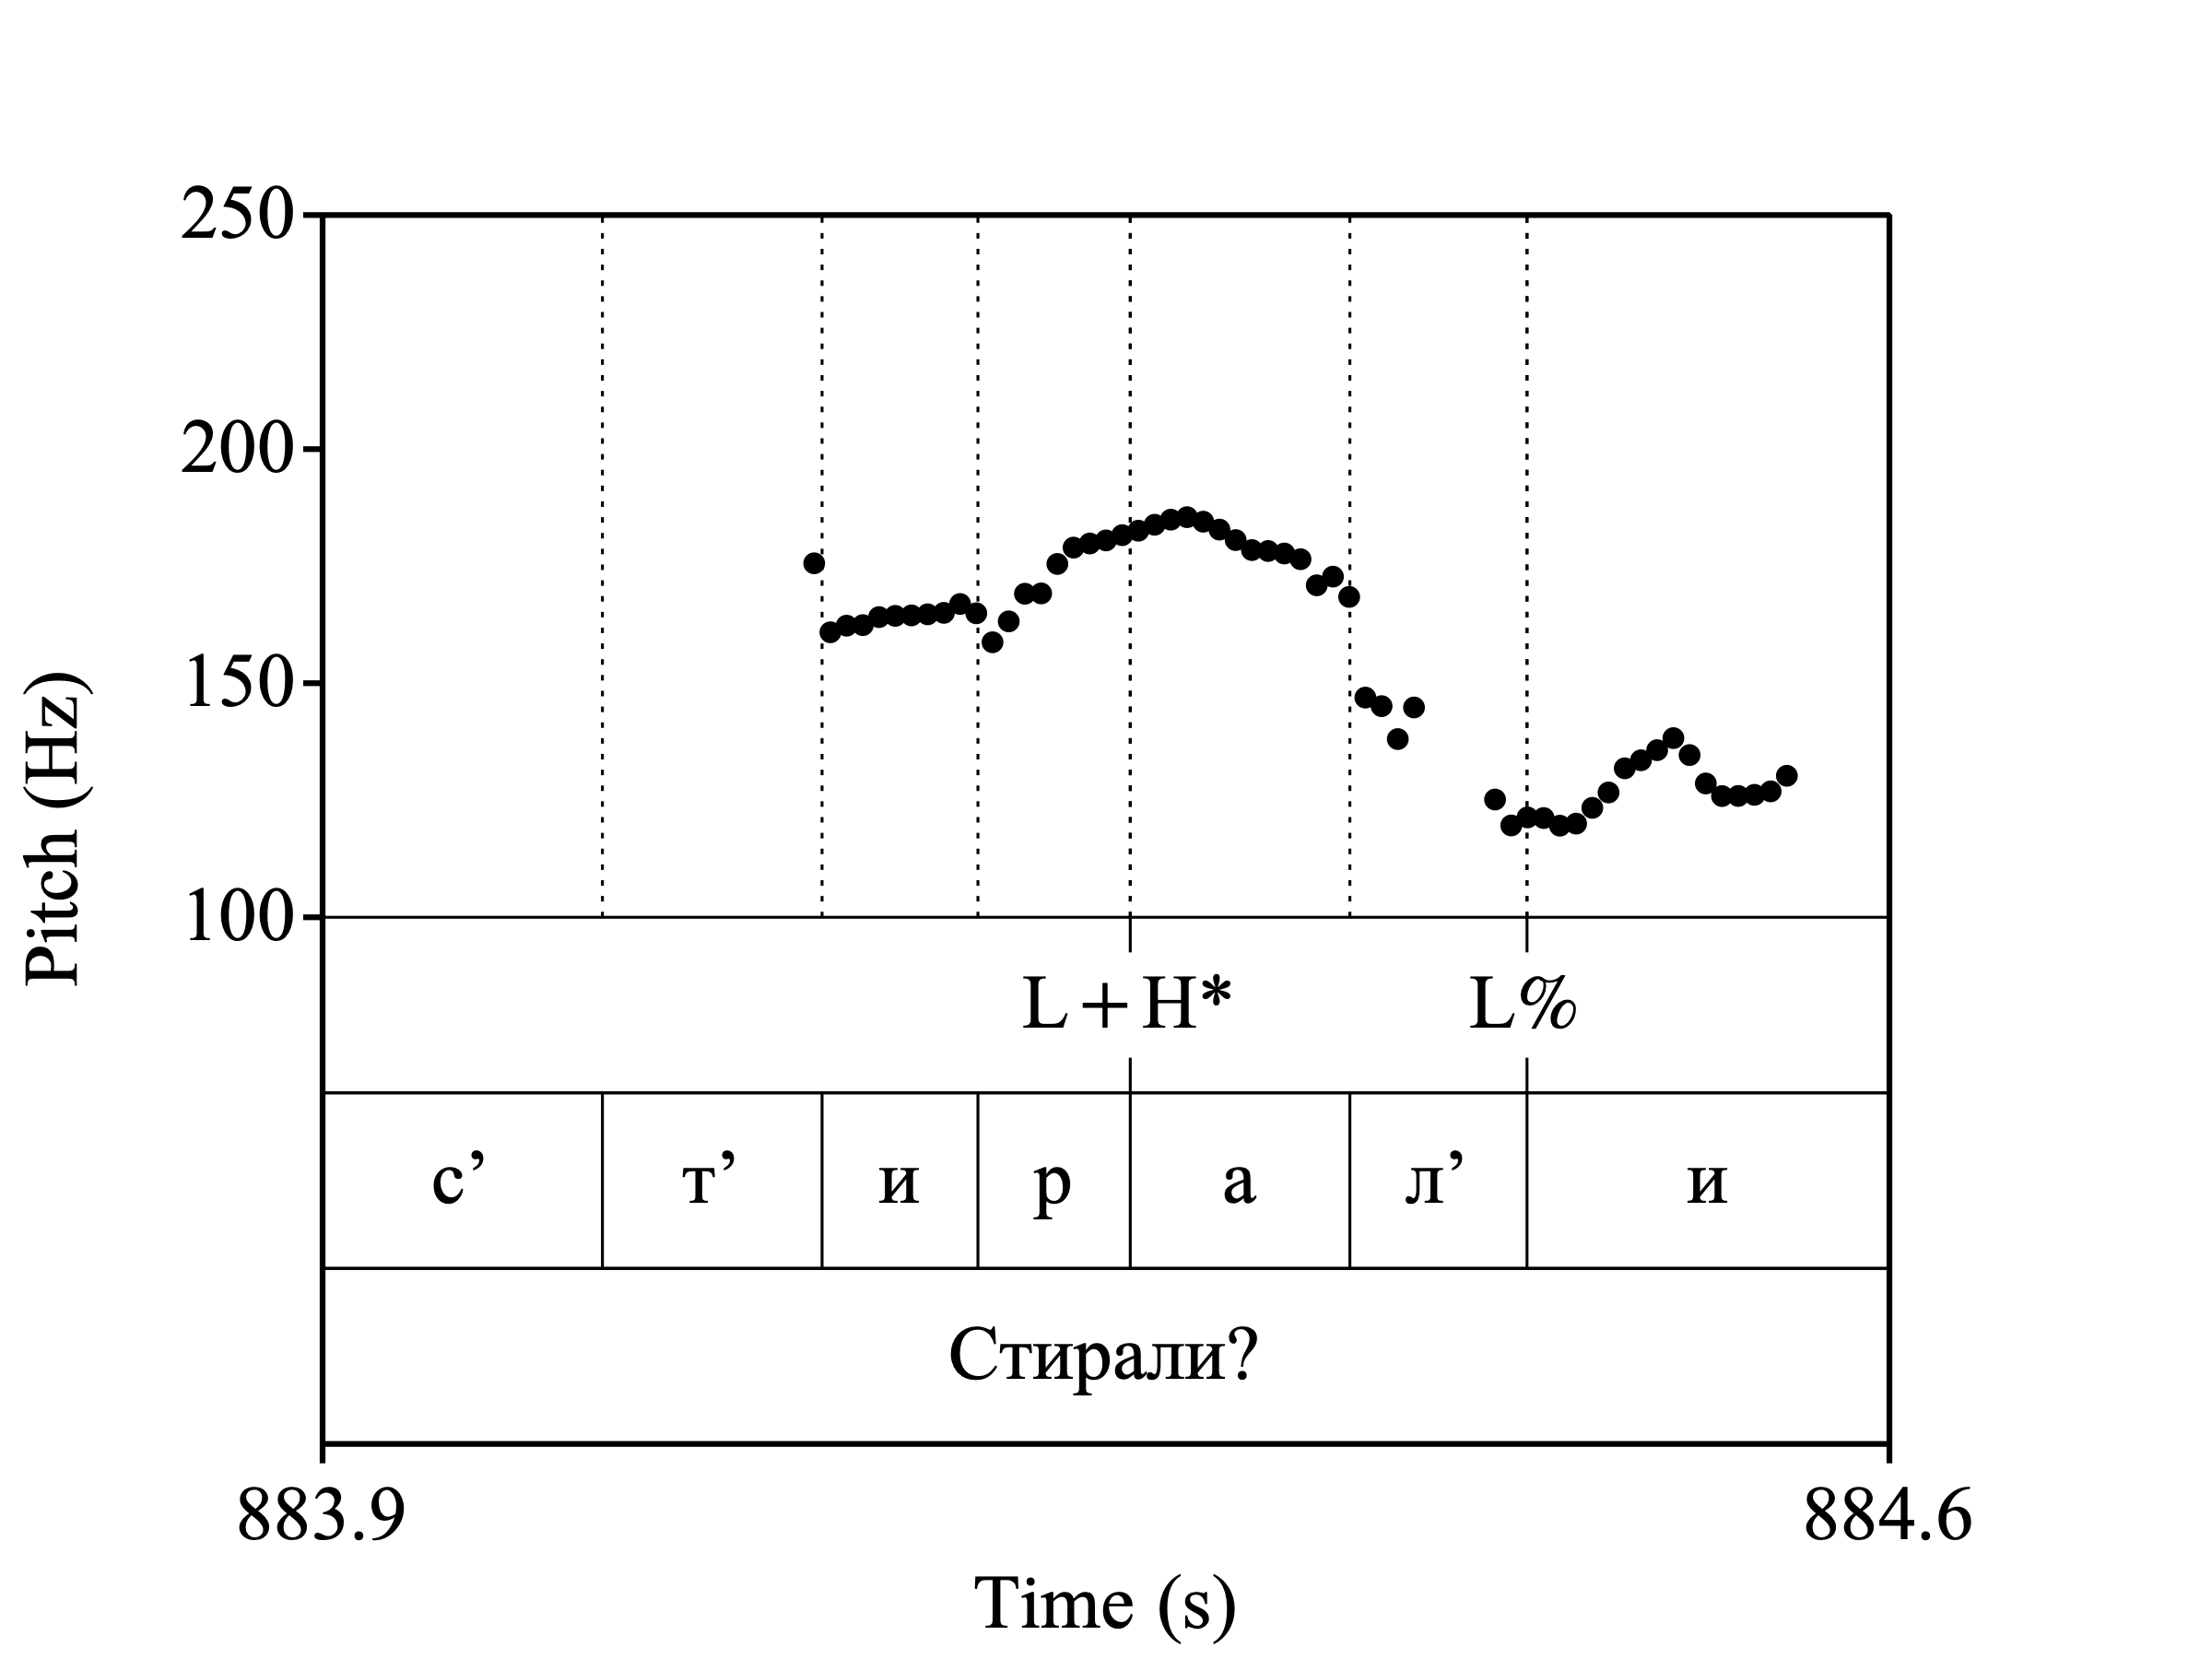 250
200
150
100
Pitch (Hz)
L+H* L%
с’ т’ и р а л’ и
Стирали?
883.9 884.6
Time (s)